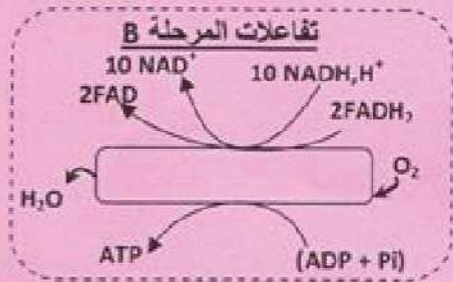 تفاعلات المرحلة B
10 NAD⁺ 10 NADH,H⁺
2FAD 2FADH₂
O₂
H₂O
ATP (ADP + Pi)